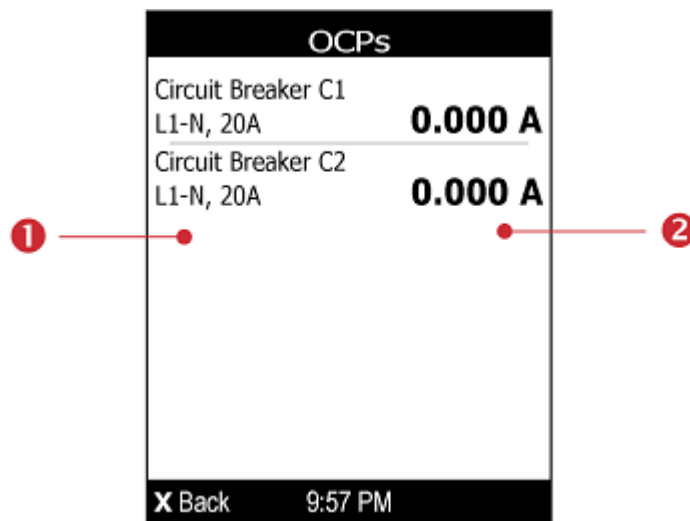 OCPs
Circuit Breaker C1
L1-N, 20A 0.000 A
Circuit Breaker C2
L1-N, 20A 0.000 A
1 2
X Back 9:57 PM